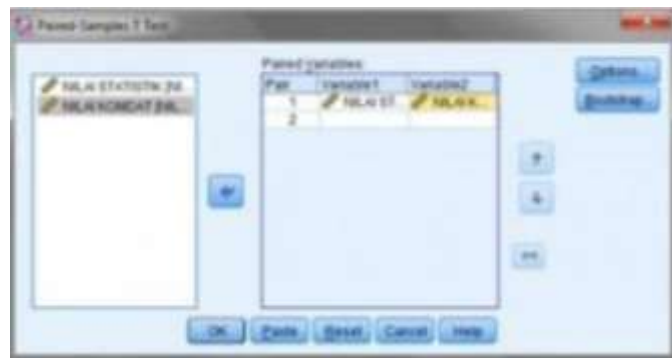 Paired-Samples T Test
Paired Variables:
NILAI STATISTIK [NI...
NILAI KOMDAT [NIL...
Pair Variable1 Variable2
1 NILAI ST... NILAI K...
2
Options...
Bootstrap...
OK Paste Reset Cancel Help